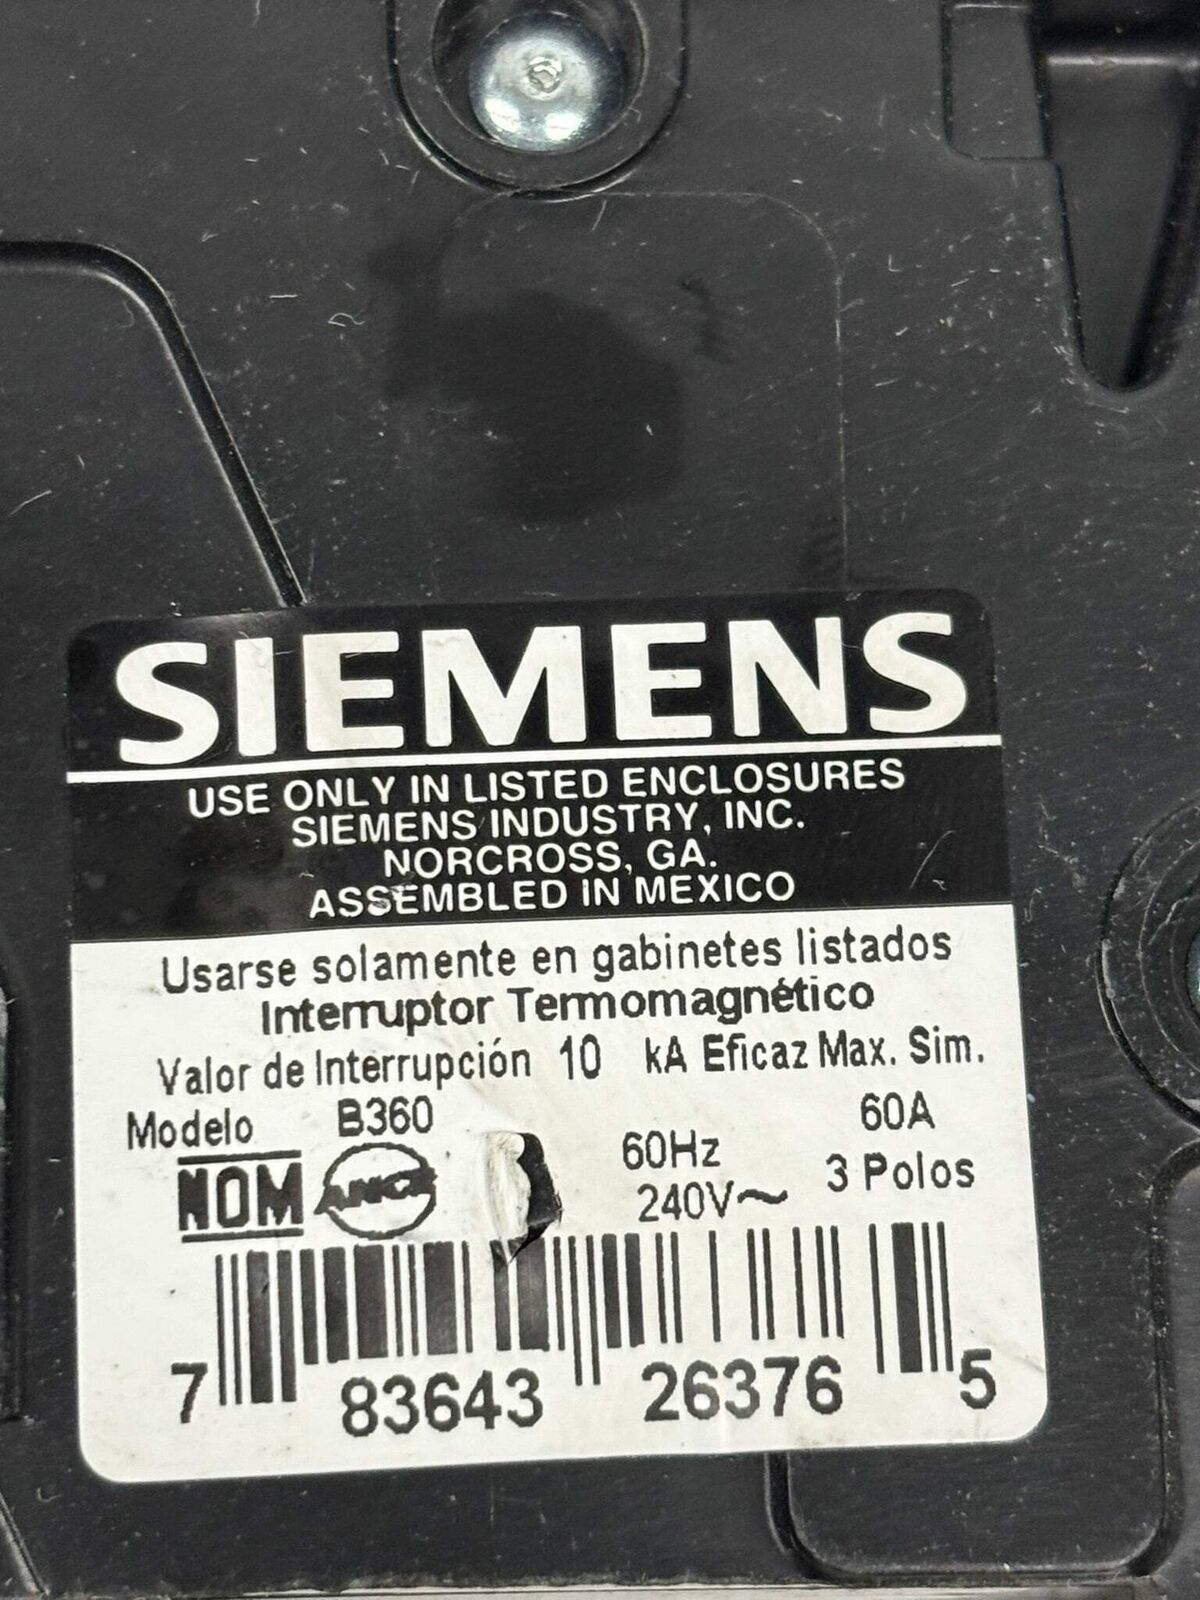 SIEMENS
USE ONLY IN LISTED ENCLOSURES
SIEMENS INDUSTRY, INC.
NORCROSS, GA.
ASSEMBLED IN MEXICO
Usarse solamente en gabinetes listados
Interruptor Termomagnético
Valor de Interrupción 10 kA Eficaz Max. Sim.
Modelo B360 60Hz 60A
NOM ANCE 240V~ 3 Polos
7 83643 26376 5